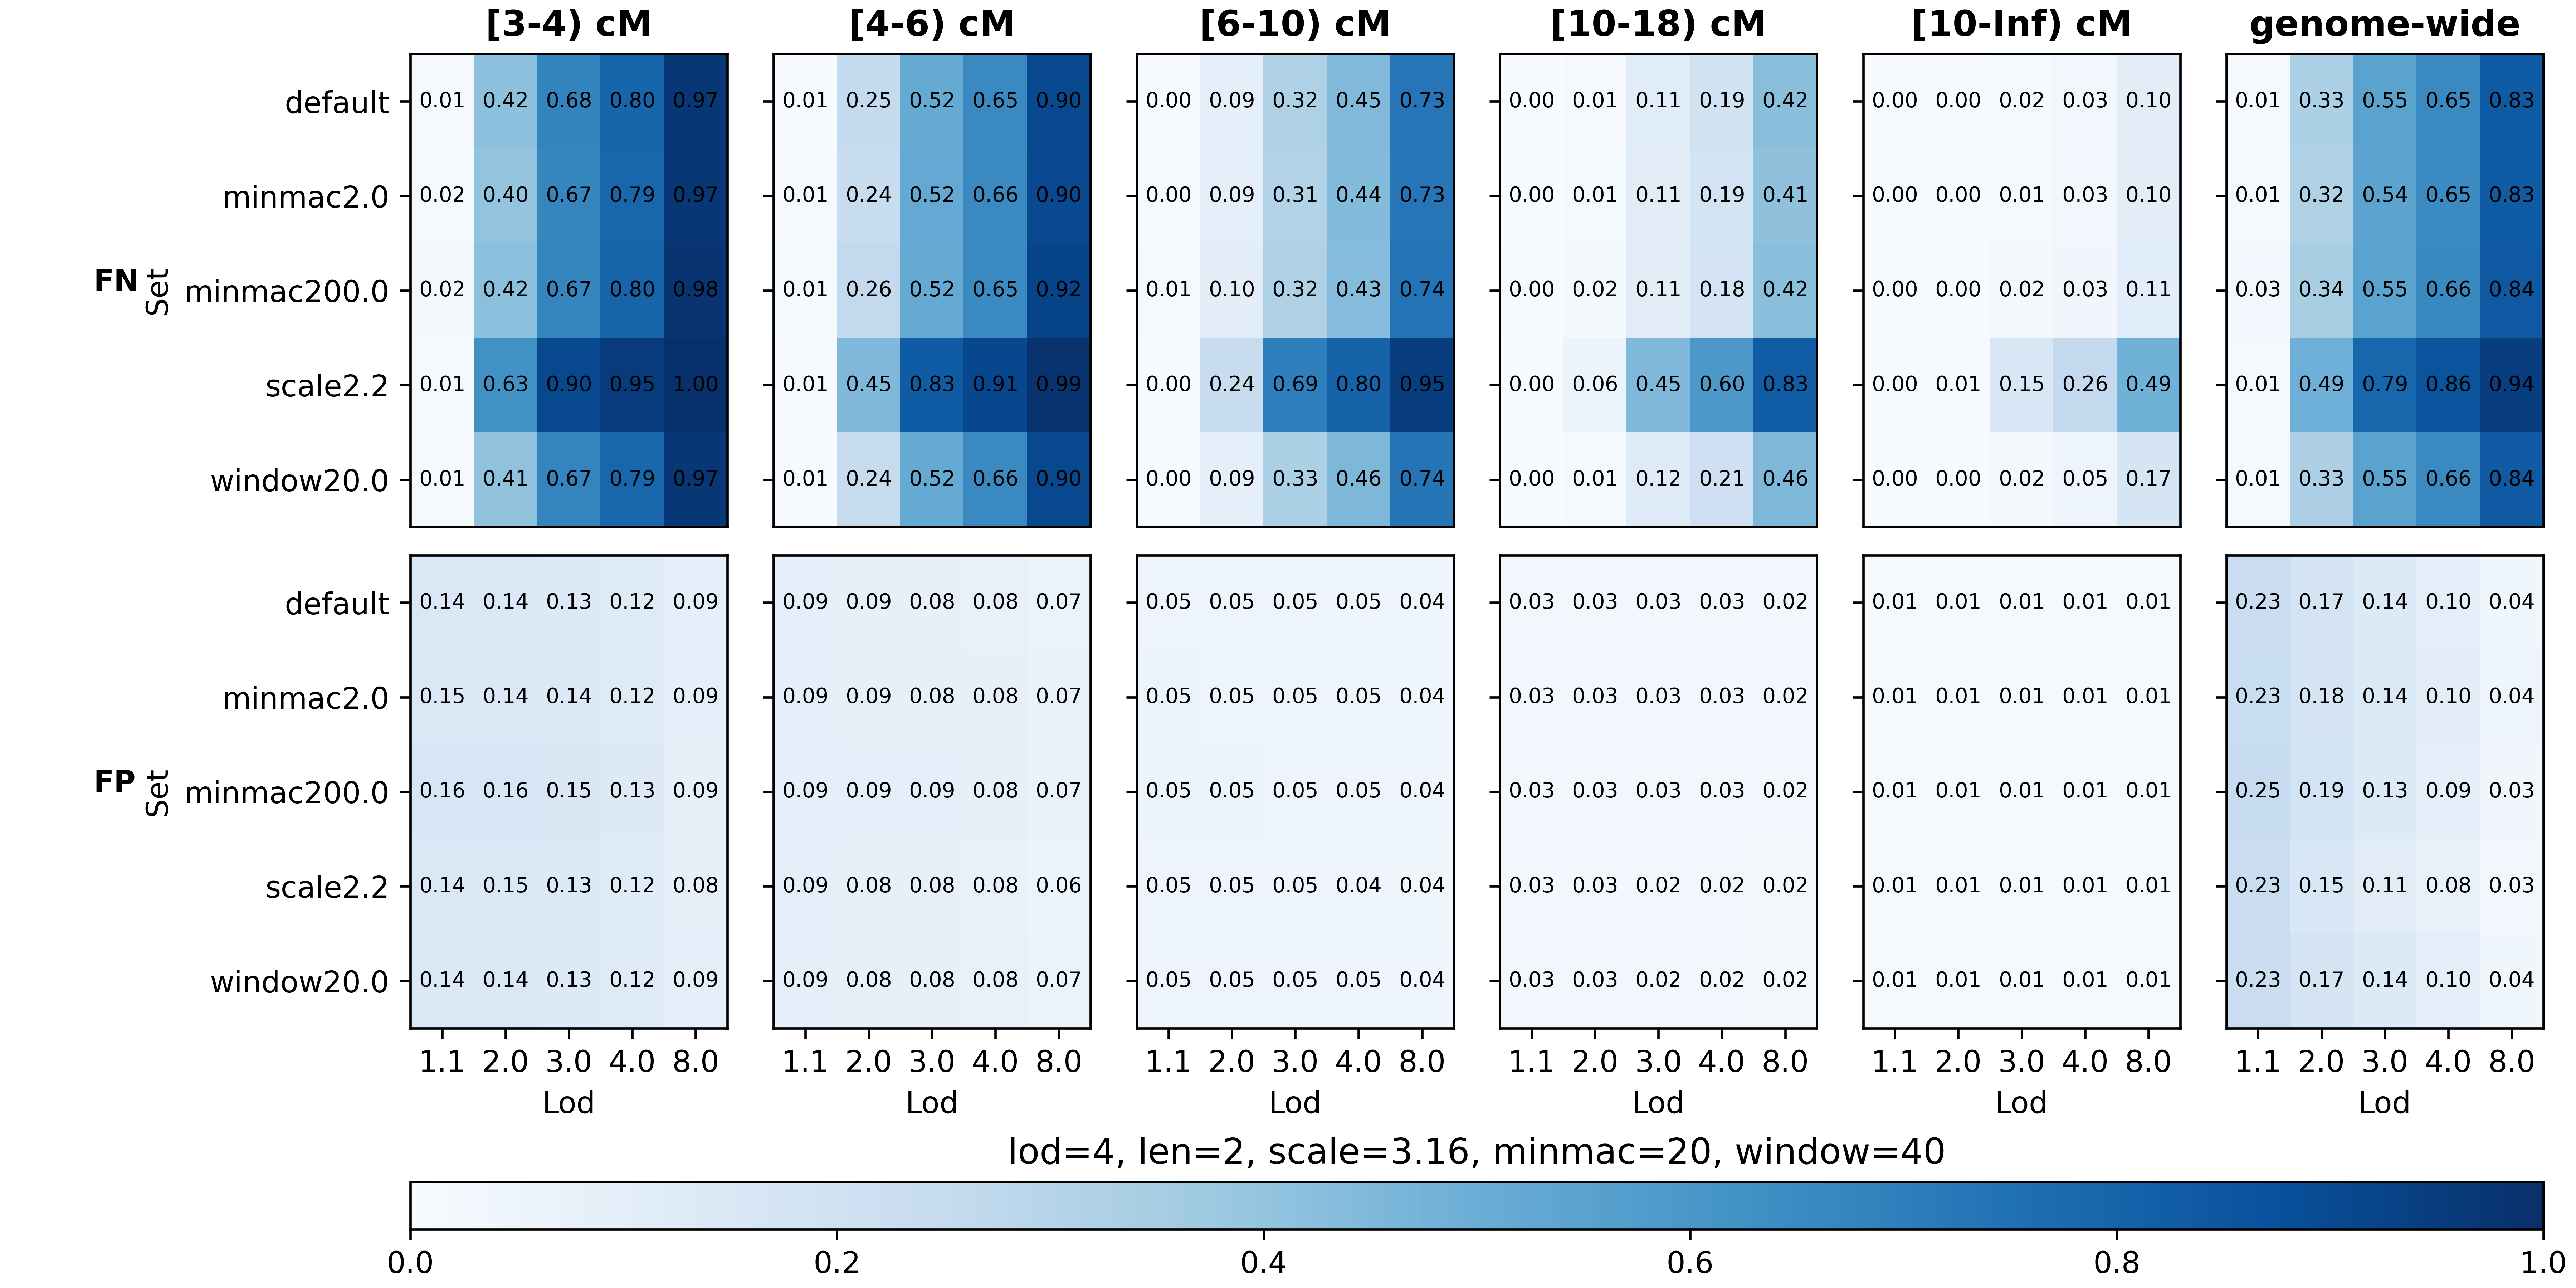 [3-4) cM [4-6) cM [6-10) cM [10-18) cM [10-Inf) cM genome-wide
default 0.01 0.42 0.68 0.80 0.97 0.01 0.25 0.52 0.65 0.90 0.00 0.09 0.32 0.45 0.73 0.00 0.01 0.11 0.19 0.42 0.00 0.00 0.02 0.03 0.10 0.01 0.33 0.55 0.65 0.83
minmac2.0 0.02 0.40 0.67 0.79 0.97 0.01 0.24 0.52 0.66 0.90 0.00 0.09 0.31 0.44 0.73 0.00 0.01 0.11 0.19 0.41 0.00 0.00 0.01 0.03 0.10 0.01 0.32 0.54 0.65 0.83
FN Set minmac200.0 0.02 0.42 0.67 0.80 0.98 0.01 0.26 0.52 0.65 0.92 0.01 0.10 0.32 0.43 0.74 0.00 0.02 0.11 0.18 0.42 0.00 0.00 0.02 0.03 0.11 0.03 0.34 0.55 0.66 0.84
scale2.2 0.01 0.63 0.90 0.95 1.00 0.01 0.45 0.83 0.91 0.99 0.00 0.24 0.69 0.80 0.95 0.00 0.06 0.45 0.60 0.83 0.00 0.01 0.15 0.26 0.49 0.01 0.49 0.79 0.86 0.94
window20.0 0.01 0.41 0.67 0.79 0.97 0.01 0.24 0.52 0.66 0.90 0.00 0.09 0.33 0.46 0.74 0.00 0.01 0.12 0.21 0.46 0.00 0.00 0.02 0.05 0.17 0.01 0.33 0.55 0.66 0.84
default 0.14 0.14 0.13 0.12 0.09 0.09 0.09 0.08 0.08 0.07 0.05 0.05 0.05 0.05 0.04 0.03 0.03 0.03 0.03 0.02 0.01 0.01 0.01 0.01 0.01 0.23 0.17 0.14 0.10 0.04
minmac2.0 0.15 0.14 0.14 0.12 0.09 0.09 0.09 0.08 0.08 0.07 0.05 0.05 0.05 0.05 0.04 0.03 0.03 0.03 0.03 0.02 0.01 0.01 0.01 0.01 0.01 0.23 0.18 0.14 0.10 0.04
FP Set minmac200.0 0.16 0.16 0.15 0.13 0.09 0.09 0.09 0.09 0.08 0.07 0.05 0.05 0.05 0.05 0.04 0.03 0.03 0.03 0.03 0.02 0.01 0.01 0.01 0.01 0.01 0.25 0.19 0.13 0.09 0.03
scale2.2 0.14 0.15 0.13 0.12 0.08 0.09 0.08 0.08 0.08 0.06 0.05 0.05 0.05 0.04 0.04 0.03 0.03 0.02 0.02 0.02 0.01 0.01 0.01 0.01 0.01 0.23 0.15 0.11 0.08 0.03
window20.0 0.14 0.14 0.13 0.12 0.09 0.09 0.08 0.08 0.08 0.07 0.05 0.05 0.05 0.05 0.04 0.03 0.03 0.02 0.02 0.02 0.01 0.01 0.01 0.01 0.01 0.23 0.17 0.14 0.10 0.04
1.1 2.0 3.0 4.0 8.0 1.1 2.0 3.0 4.0 8.0 1.1 2.0 3.0 4.0 8.0 1.1 2.0 3.0 4.0 8.0 1.1 2.0 3.0 4.0 8.0 1.1 2.0 3.0 4.0 8.0
Lod Lod Lod Lod Lod Lod
lod=4, len=2, scale=3.16, minmac=20, window=40
0.0 0.2 0.4 0.6 0.8 1.0